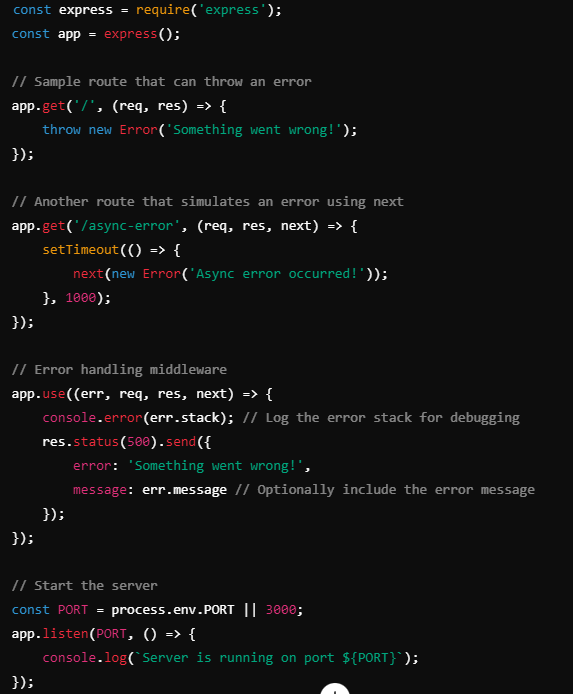 const express = require('express');
const app = express();
// Sample route that can throw an error
app.get('/', (req, res) => {
    throw new Error('Something went wrong!');
});
// Another route that simulates an error using next
app.get('/async-error', (req, res, next) => {
    setTimeout(() => {
        next(new Error('Async error occurred!'));
    }, 1000);
});
// Error handling middleware
app.use((err, req, res, next) => {
    console.error(err.stack); // Log the error stack for debugging
    res.status(500).send({
        error: 'Something went wrong!',
        message: err.message // Optionally include the error message
    });
});
// Start the server
const PORT = process.env.PORT || 3000;
app.listen(PORT, () => {
    console.log(`Server is running on port ${PORT}`);
});